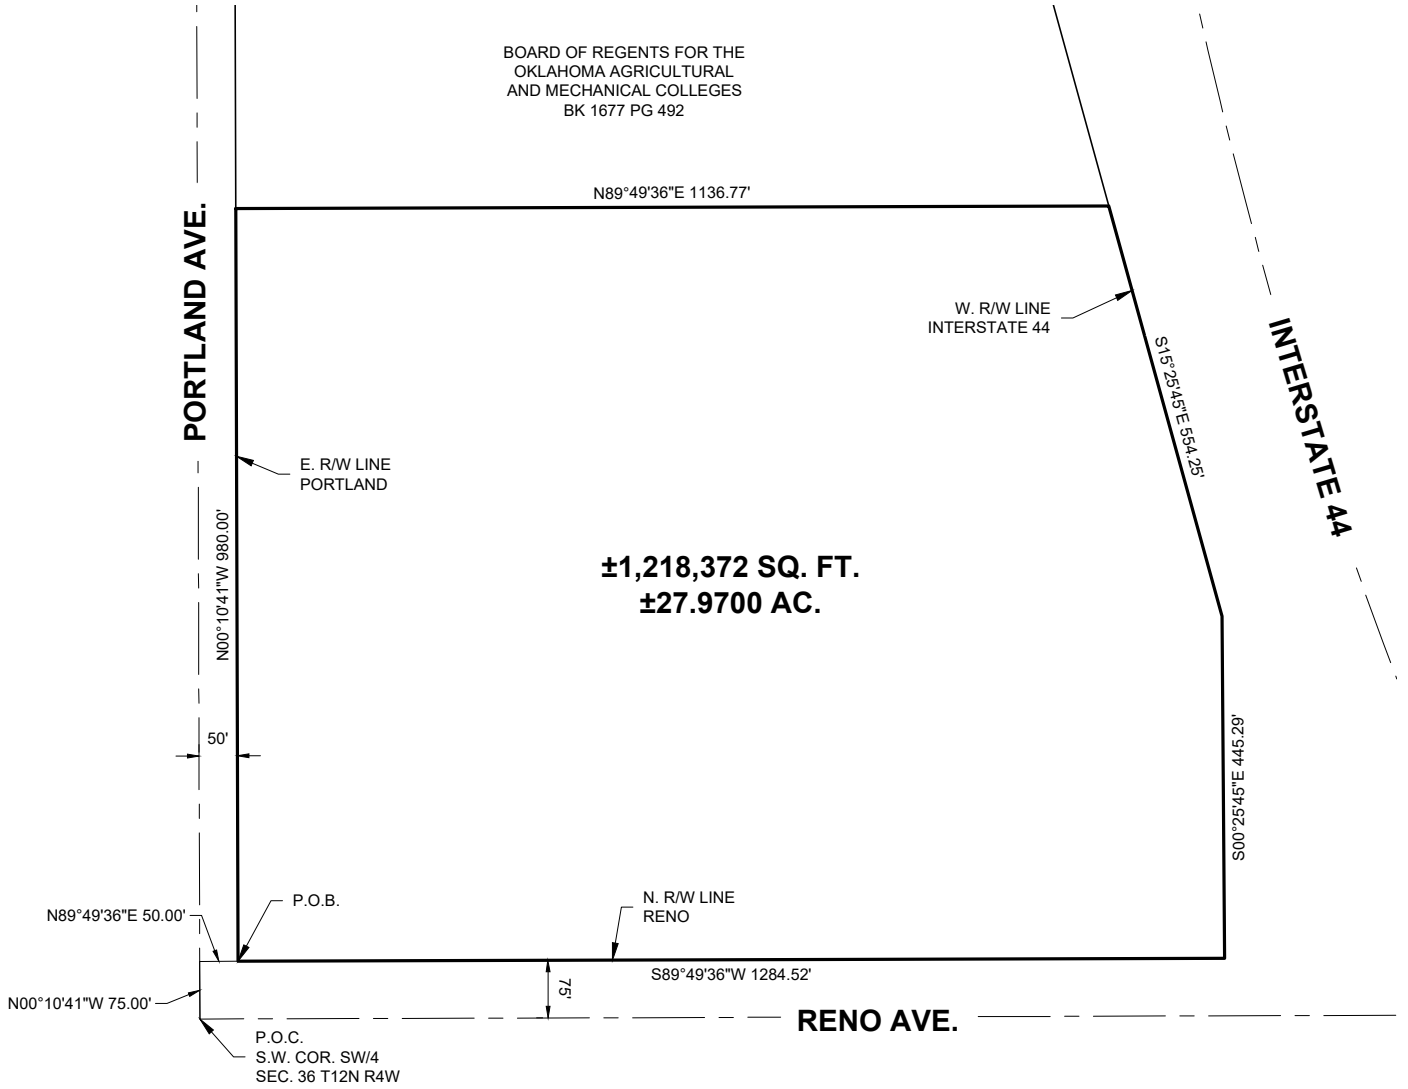 BOARD OF REGENTS FOR THE
OKLAHOMA AGRICULTURAL
AND MECHANICAL COLLEGES
BK 1677 PG 492
N89°49'36"E 1136.77'
PORTLAND AVE.
W. R/W LINE
INTERSTATE 44
S15°25'45"E 554.25'
INTERSTATE 44
E. R/W LINE
PORTLAND
N00°10'41"W 980.00'
±1,218,372 SQ. FT.
±27.9700 AC.
50'
S00°25'45"E 445.29'
N89°49'36"E 50.00'
P.O.B.
N. R/W LINE
RENO
S89°49'36"W 1284.52'
75'
N00°10'41"W 75.00'
RENO AVE.
P.O.C.
S.W. COR. SW/4
SEC. 36 T12N R4W